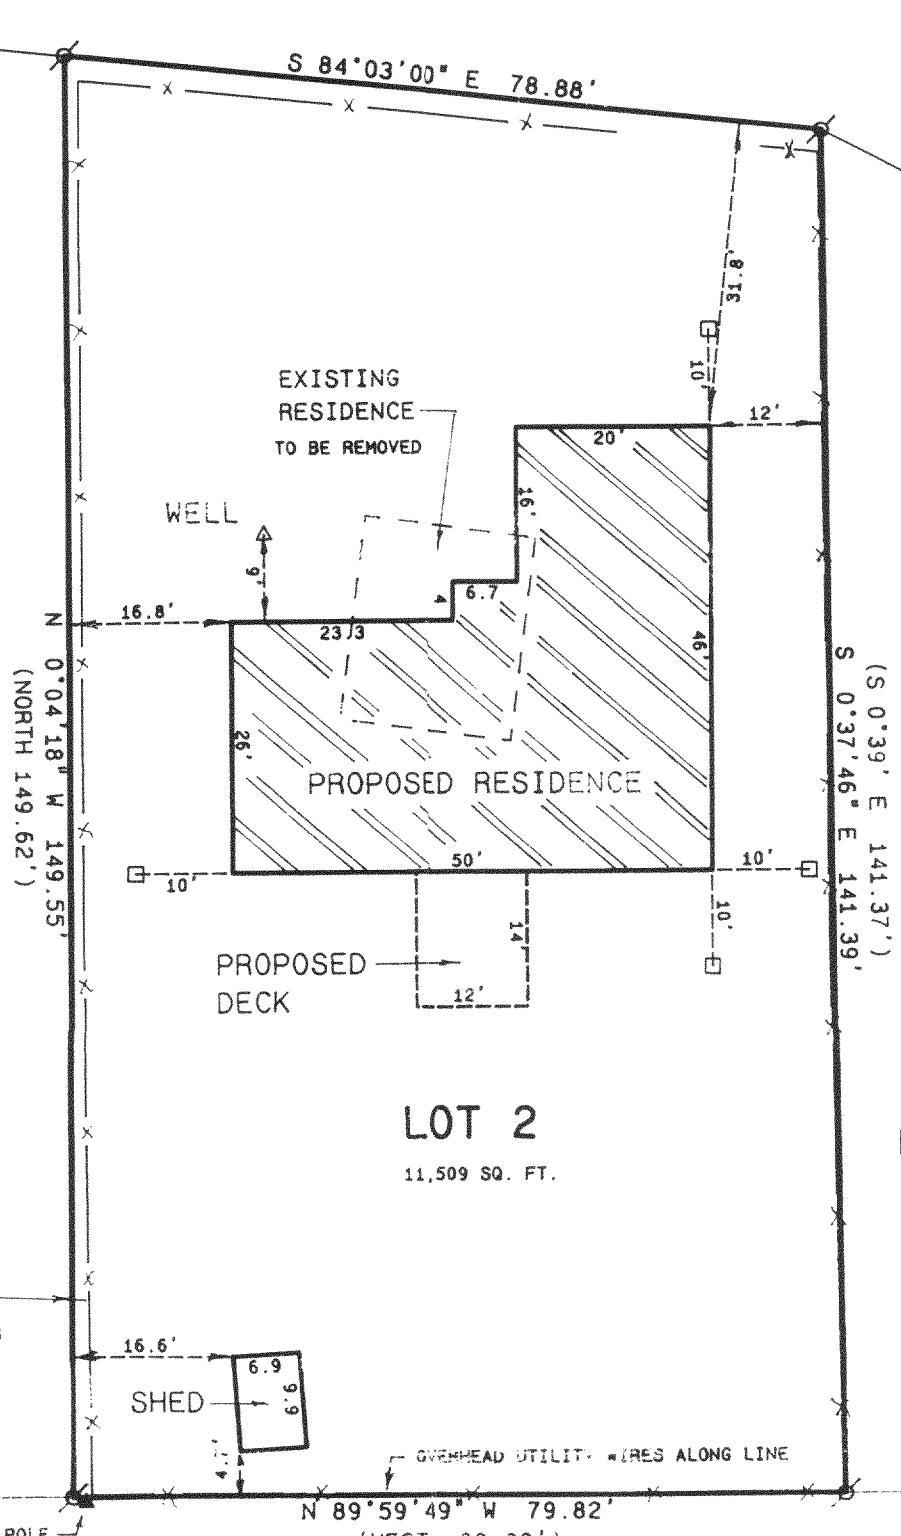 S 84°03'00" E 78.88'
31.8'
10'
12'
EXISTING
RESIDENCE
TO BE REMOVED
20'
16'
WELL
9'
6.7
4
16.8'
23.3
46'
26'
N 0°04'18" W 149.55'
(NORTH 149.62')
S 0°37'46" E 141.39'
(S 0°39' E 141.37')
PROPOSED RESIDENCE
50'
10'
10'
10'
14'
PROPOSED
DECK
12'
LOT 2
11,509 SQ. FT.
16.6'
6.9
9.9
SHED
OVERHEAD UTILITY WIRES ALONG LINE
N 89°59'49" W 79.82'
POLE